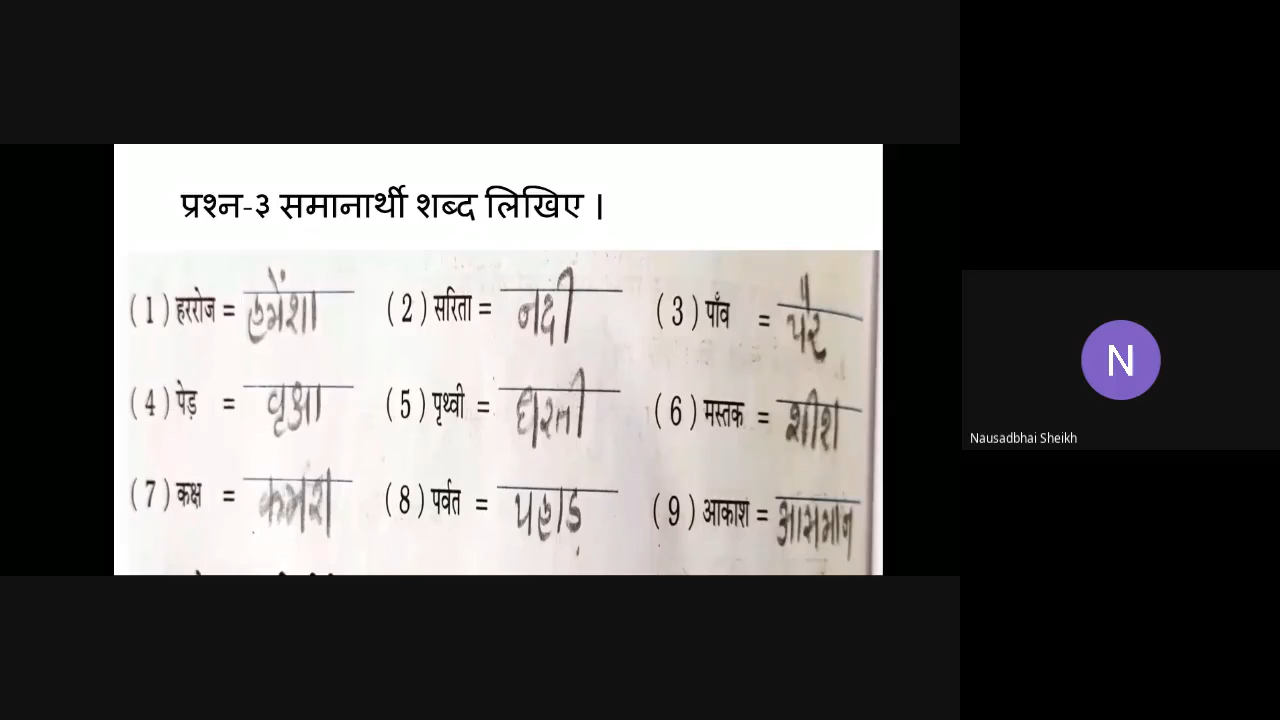 प्रश्न-३ समानार्थी शब्द लिखिए ।
(1) हररोज = हमेंशा (2) सरिता = नदी (3) पाँव = पैर
(4) पेड़ = वृक्ष (5) पृथ्वी = धरती (6) मस्तक = शीश
(7) कक्ष = कमरा (8) पर्वत = पहाड़ (9) आकाश = आसमान
N
Nausadbhai Sheikh